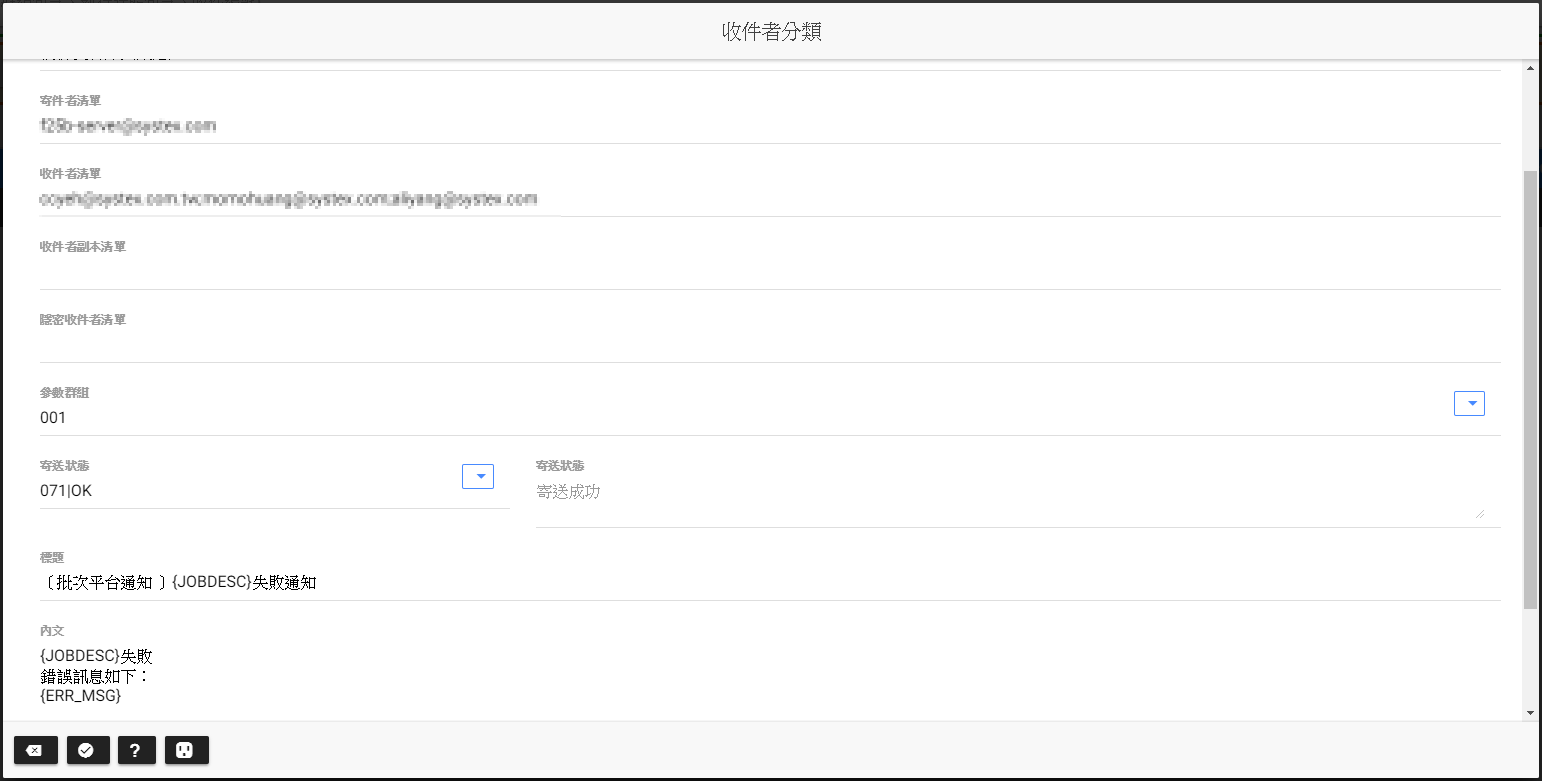 收件者分類
寄件者清單
收件者清單
收件者副本清單
隱密收件者清單
參數群組
001
寄送狀態
071|OK
寄送狀態
寄送成功
標題
〔批次平台通知〕{JOBDESC}失敗通知
內文
{JOBDESC}失敗
錯誤訊息如下：
{ERR_MSG}
?